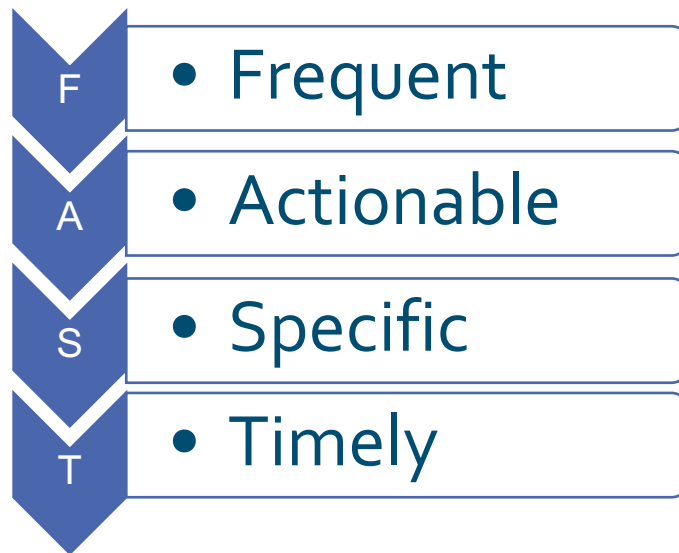 F • Frequent
A • Actionable
S • Specific
T • Timely